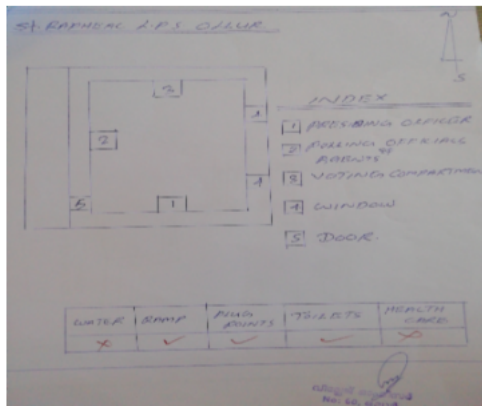 St. RAPHEAL L.P.S OLLUR
N
S
INDEX
1 PRESIDING OFFICER
2 POLLING OFFICIALS
AGENTS
3 VOTING COMPARTMENT
4 WINDOW
5 DOOR.
2
4
2
4
5
1
WATER RAMP PLUG POINTS TOILETS HEALTH CARE
✗ ✓ ✓ ✓ ✗